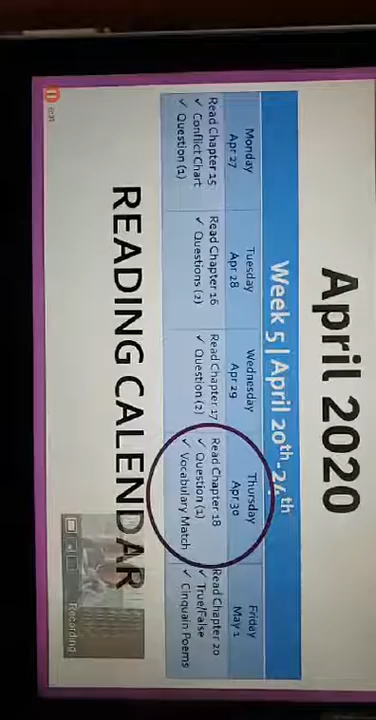 April 2020
Week 5 | April 20th-24th
Monday
Apr 27
Tuesday
Apr 28
Wednesday
Apr 29
Thursday
Apr 30
Friday
May 1
Read Chapter 15
✓ Conflict Chart
✓ Question (1)
Read Chapter 16
✓ Questions (2)
Read Chapter 17
✓ Question (2)
Read Chapter 18
✓ Question (1)
✓ Vocabulary Match
Read Chapter 20
✓ True/False
✓ Cinquain Poems
READING CALENDAR
Recording